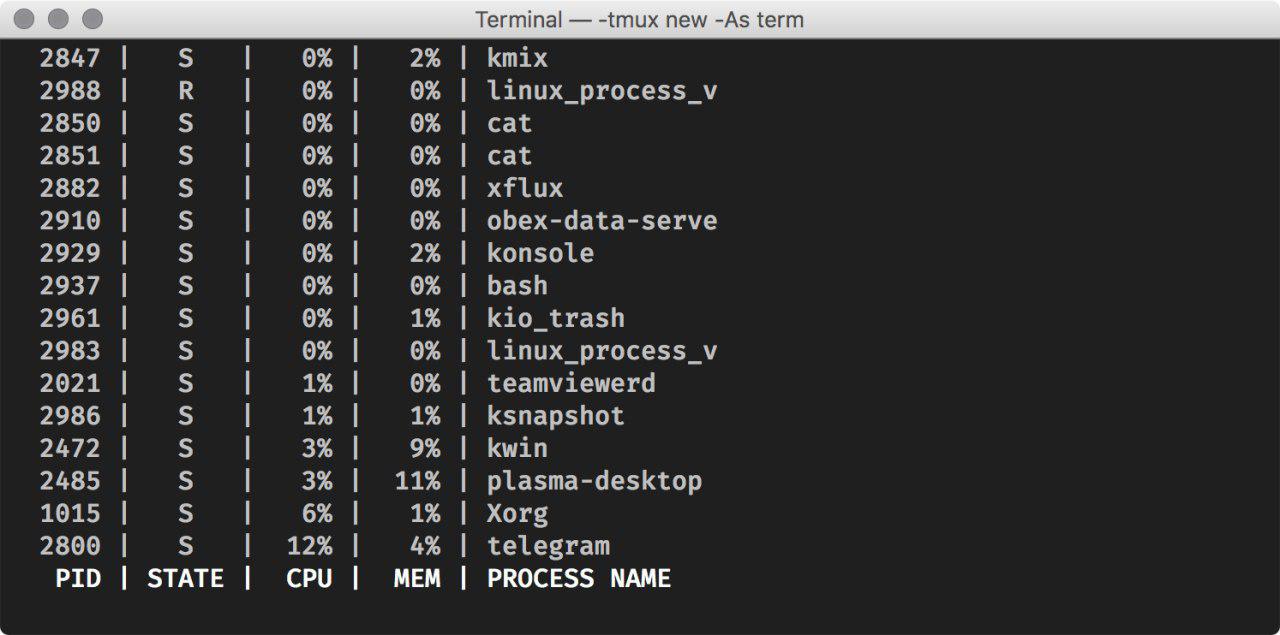 Terminal — -tmux new -As term
2847 | S | 0% | 2% | kmix
2988 | R | 0% | 0% | linux_process_v
2850 | S | 0% | 0% | cat
2851 | S | 0% | 0% | cat
2882 | S | 0% | 0% | xflux
2910 | S | 0% | 0% | obex-data-serve
2929 | S | 0% | 2% | konsole
2937 | S | 0% | 0% | bash
2961 | S | 0% | 1% | kio_trash
2983 | S | 0% | 0% | linux_process_v
2021 | S | 1% | 0% | teamviewerd
2986 | S | 1% | 1% | ksnapshot
2472 | S | 3% | 9% | kwin
2485 | S | 3% | 11% | plasma-desktop
1015 | S | 6% | 1% | Xorg
2800 | S | 12% | 4% | telegram
PID | STATE | CPU | MEM | PROCESS NAME